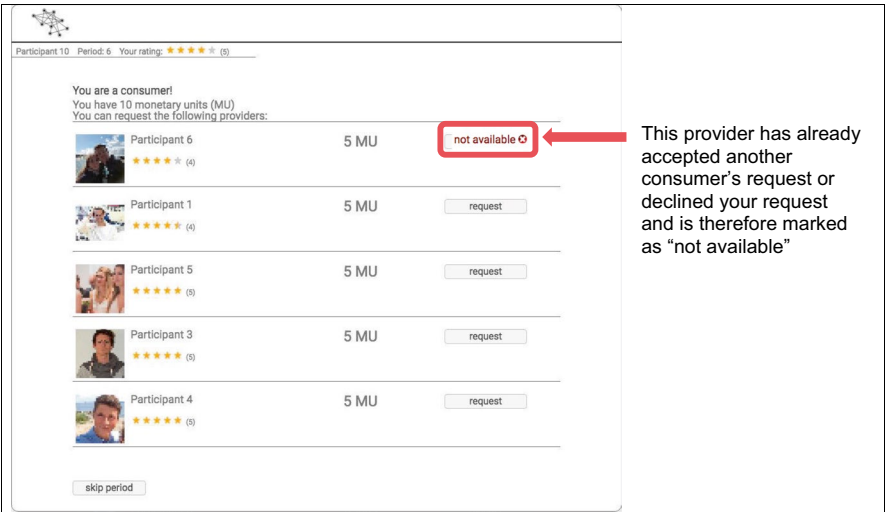 Participant 10 Period: 6 Your rating: ★★★★★ (5)
You are a consumer!
You have 10 monetary units (MU)
You can request the following providers:
Participant 6 5 MU not available
★★★★★ (4)
Participant 1 5 MU request
★★★★★ (4)
Participant 5 5 MU request
★★★★★ (5)
Participant 3 5 MU request
★★★★★ (5)
Participant 4 5 MU request
★★★★★ (5)
skip period
This provider has already
accepted another
consumer’s request or
declined your request
and is therefore marked
as “not available”